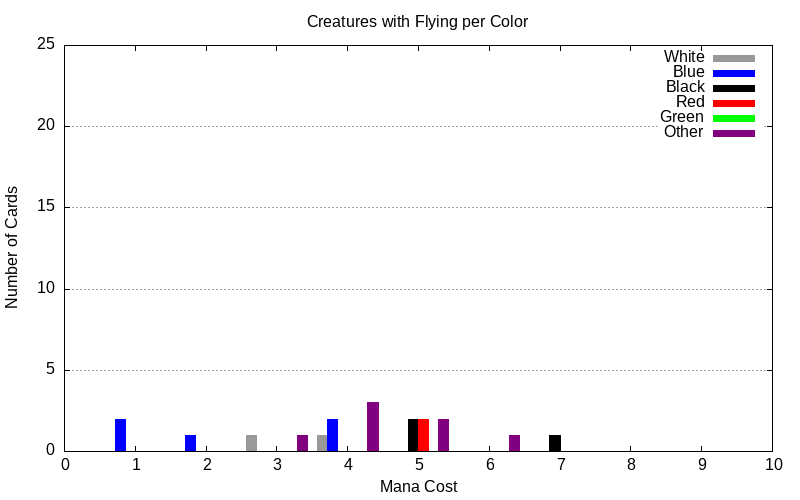 Creatures with Flying per Color
White
Blue
Black
Red
Green
Other
Number of Cards
25
20
15
10
5
0
0 1 2 3 4 5 6 7 8 9 10
Mana Cost